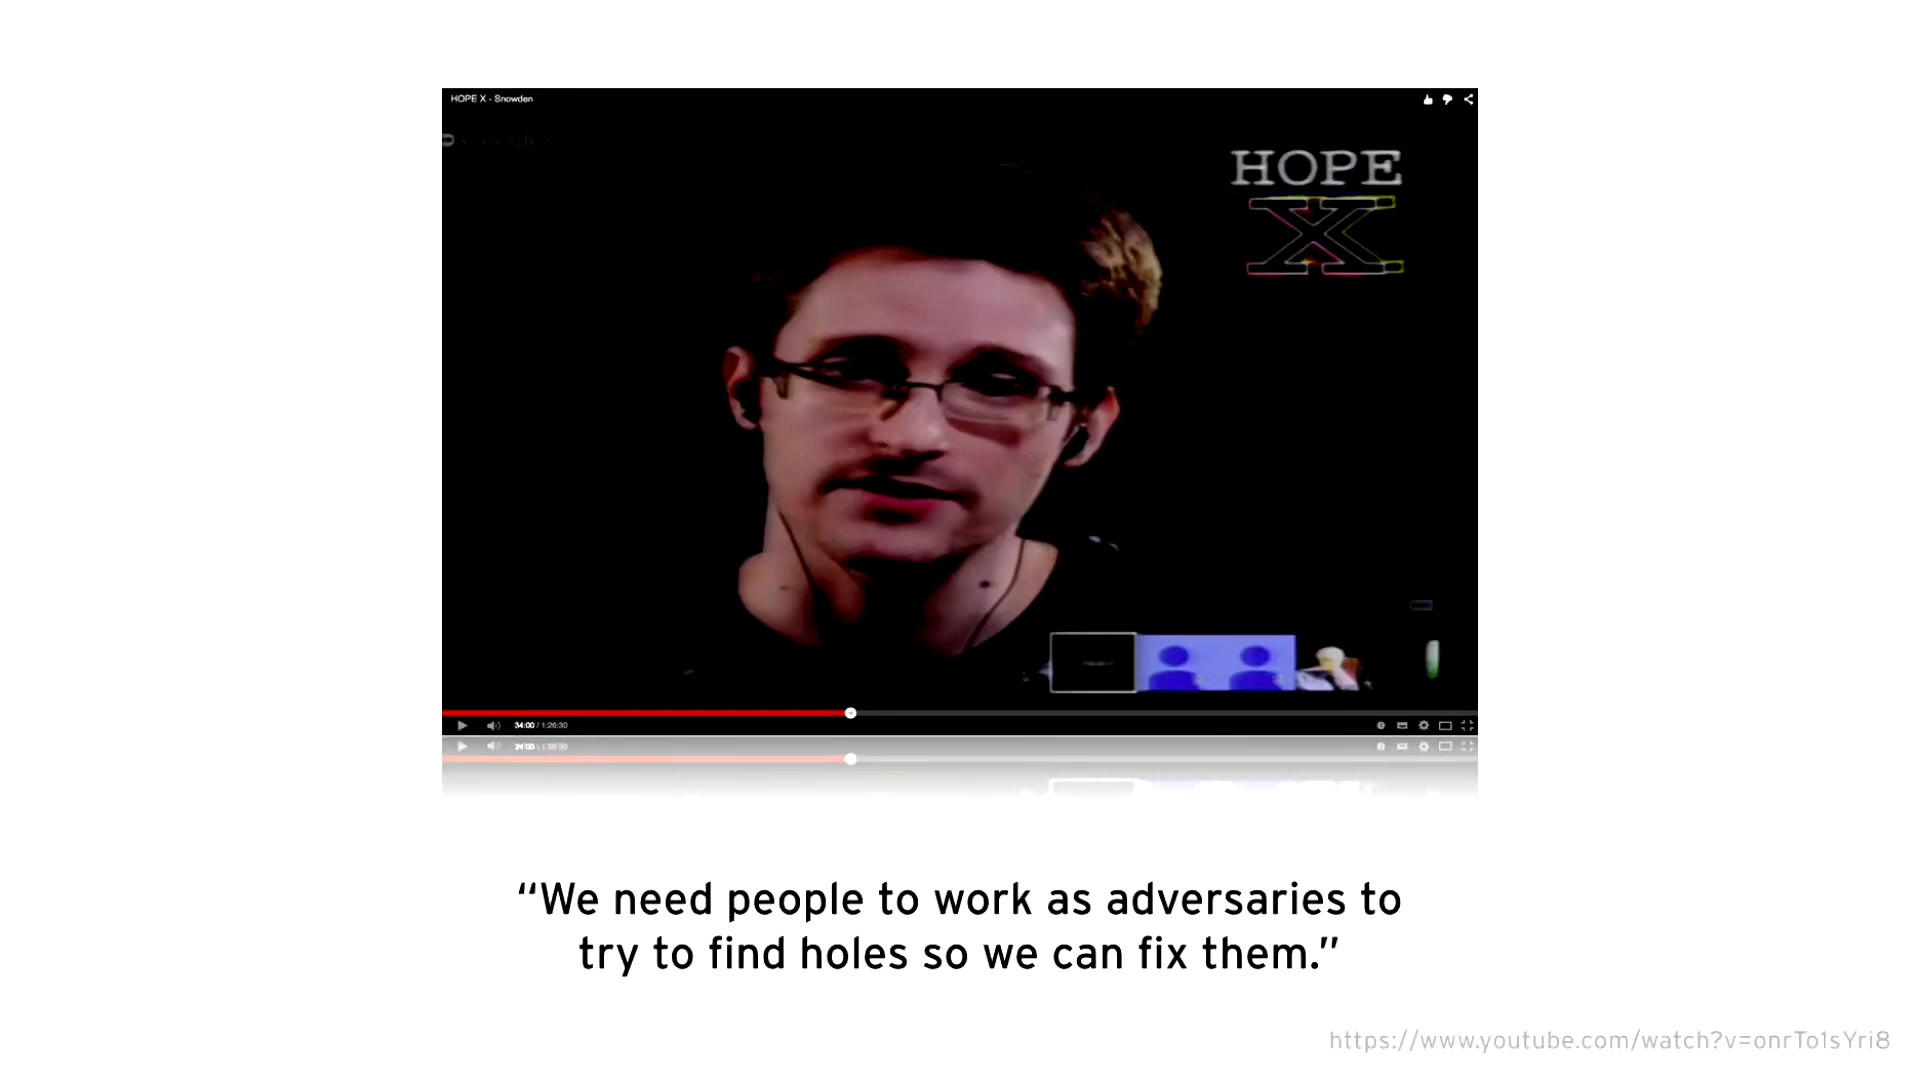 HOPE X - Snowden
HOPE
X
34:00 / 1:26:30
“We need people to work as adversaries to
try to find holes so we can fix them.”
https://www.youtube.com/watch?v=onrTo1sYri8